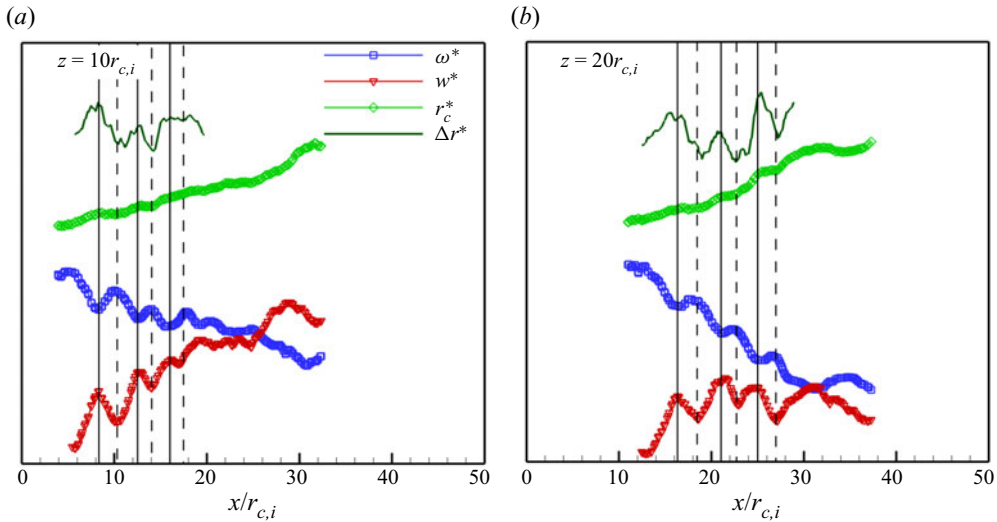 (a)
(b)
z = 10r_{c,i}
ω*
w*
r_c*
Δr*
z = 20r_{c,i}
0 10 20 30 40 50
0 10 20 30 40 50
x/r_{c,i}
x/r_{c,i}